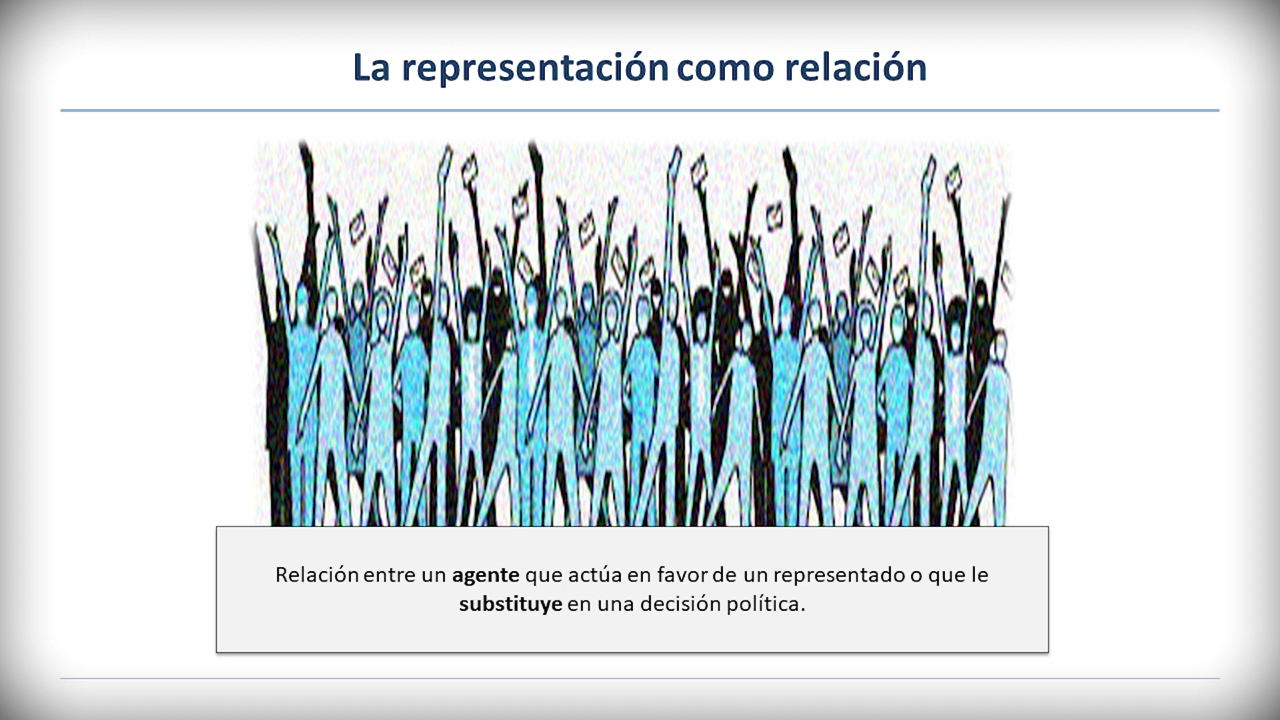 La representación como relación
Relación entre un agente que actúa en favor de un representado o que le
substituye en una decisión política.